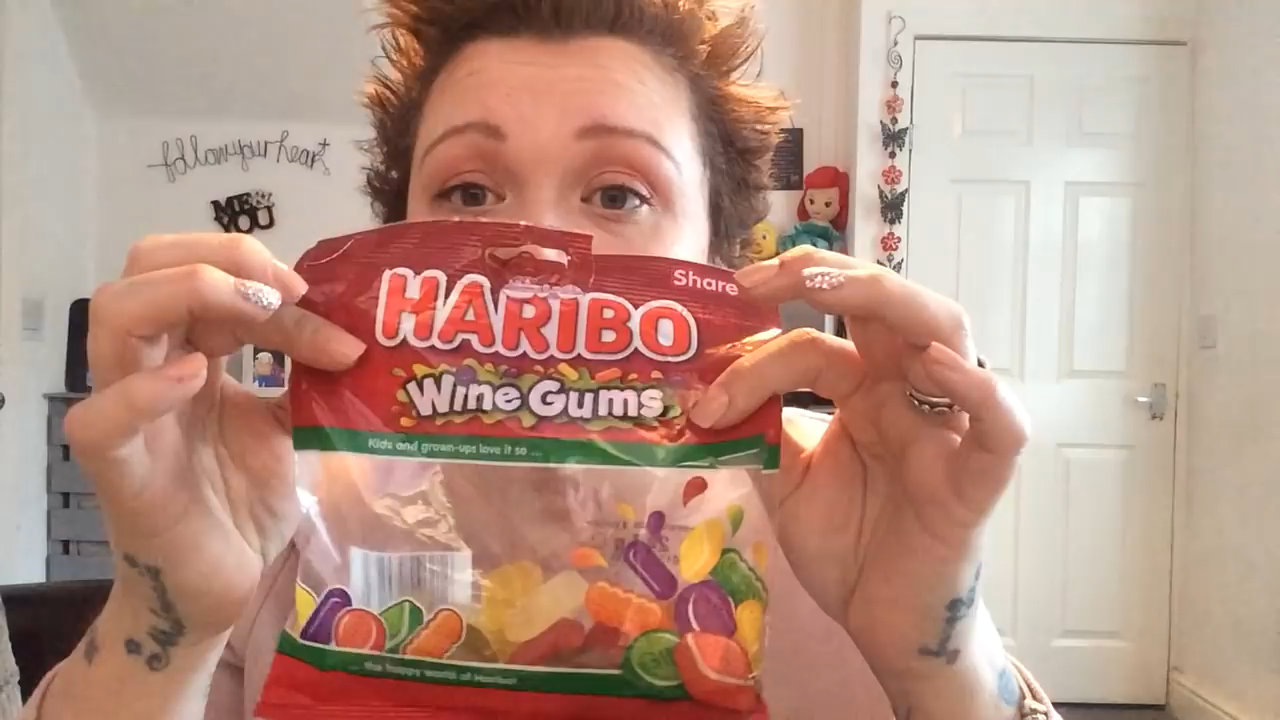 follow your heart
ME
YOU
Share
HARIBO
Wine Gums
Kids and grown-ups love it so ...
... the happy world of Haribo!